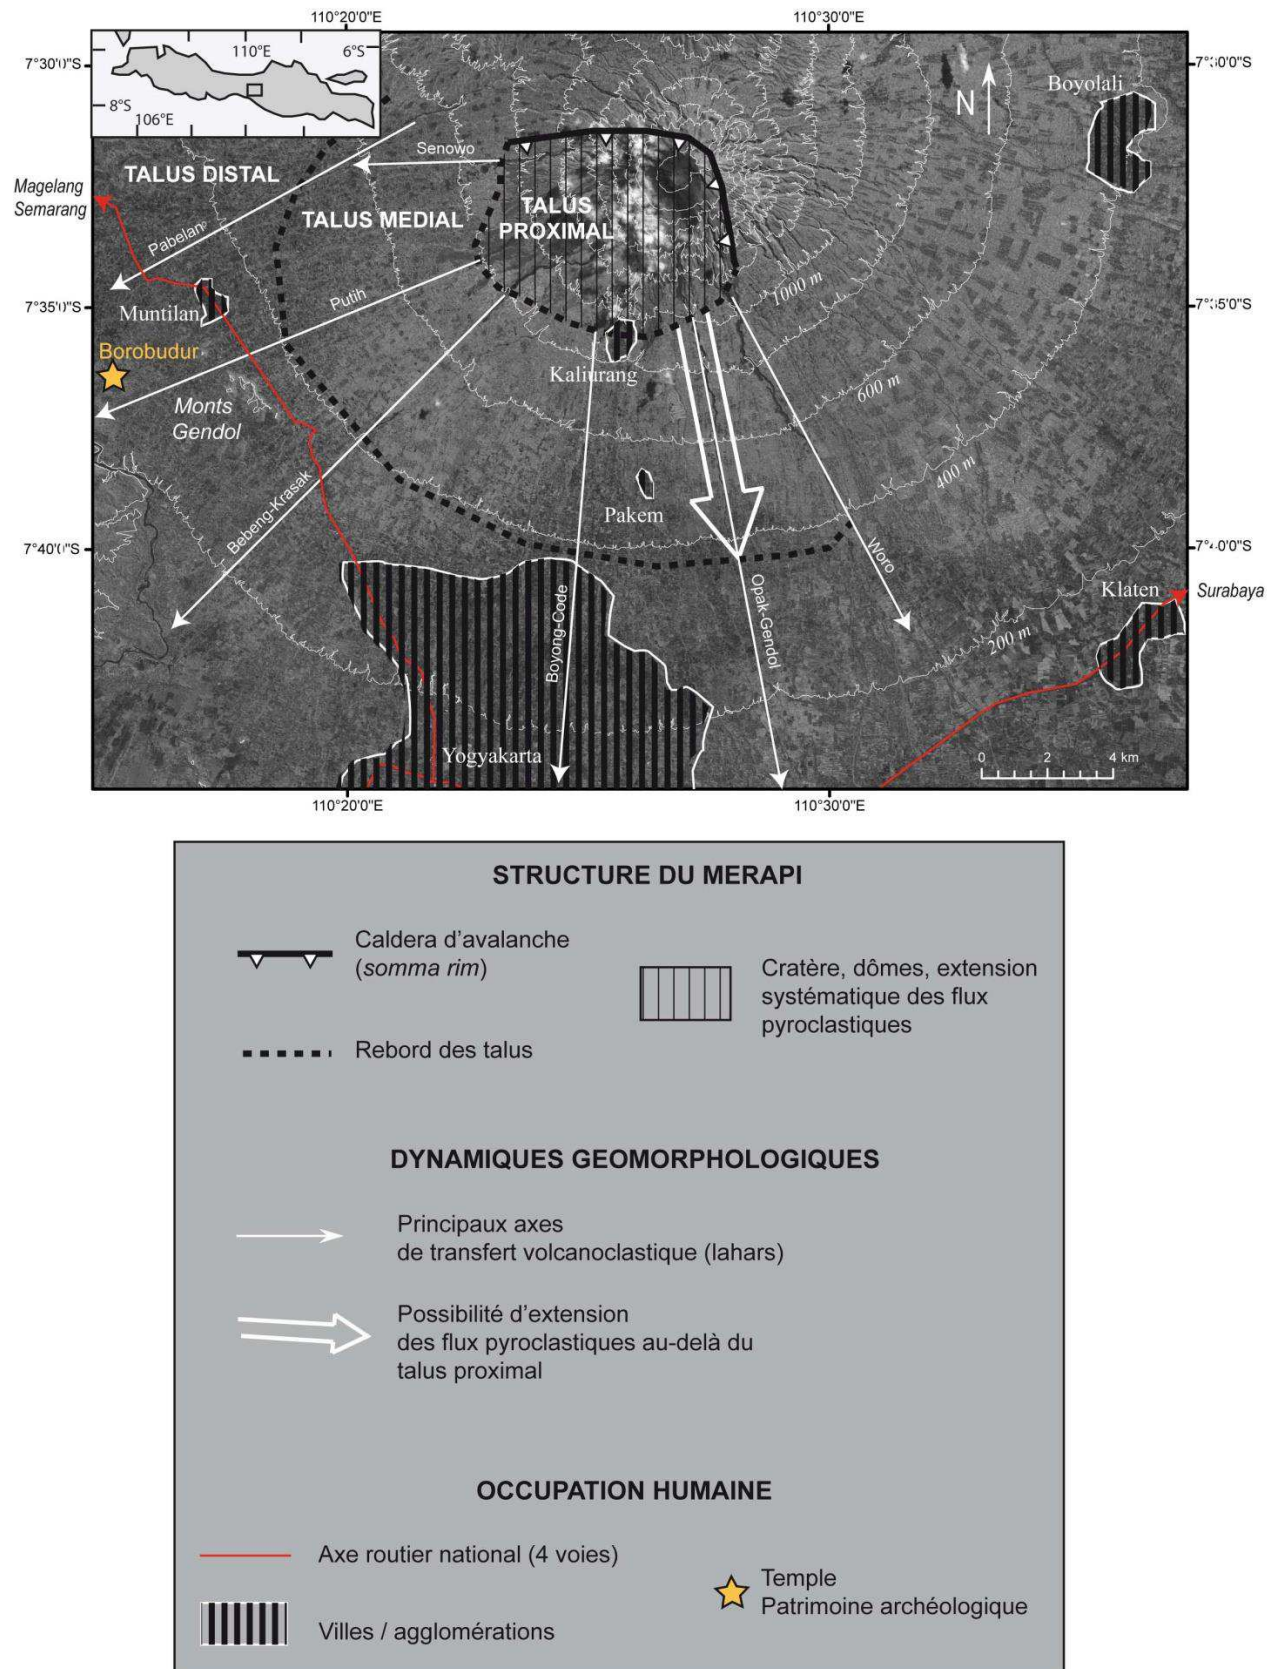 110°20'0"E
110°30'0"E
110°E
6°S
8°S
106°E
7°30'0"S
Boyolali
N
Senowo
TALUS DISTAL
Magelang
Semarang
TALUS MEDIAL
TALUS
PROXIMAL
Pabelan
Putih
7°35'0"S
1000 m
Muntilan
Borobudur
Kaliurang
600 m
Monts
Gendol
400 m
Bebeng-Krasak
Pakem
7°40'0"S
Woro
Klaten
Surabaya
Boyong-Code
Opak-Gendol
200 m
Yogyakarta
0 2 4 km
110°20'0"E
110°30'0"E
STRUCTURE DU MERAPI
Caldera d'avalanche
(somma rim)
Cratère, dômes, extension
systématique des flux
pyroclastiques
Rebord des talus
DYNAMIQUES GEOMORPHOLOGIQUES
Principaux axes
de transfert volcanoclastique (lahars)
Possibilité d'extension
des flux pyroclastiques au-delà du
talus proximal
OCCUPATION HUMAINE
Axe routier national (4 voies)
Temple
Patrimoine archéologique
Villes / agglomérations